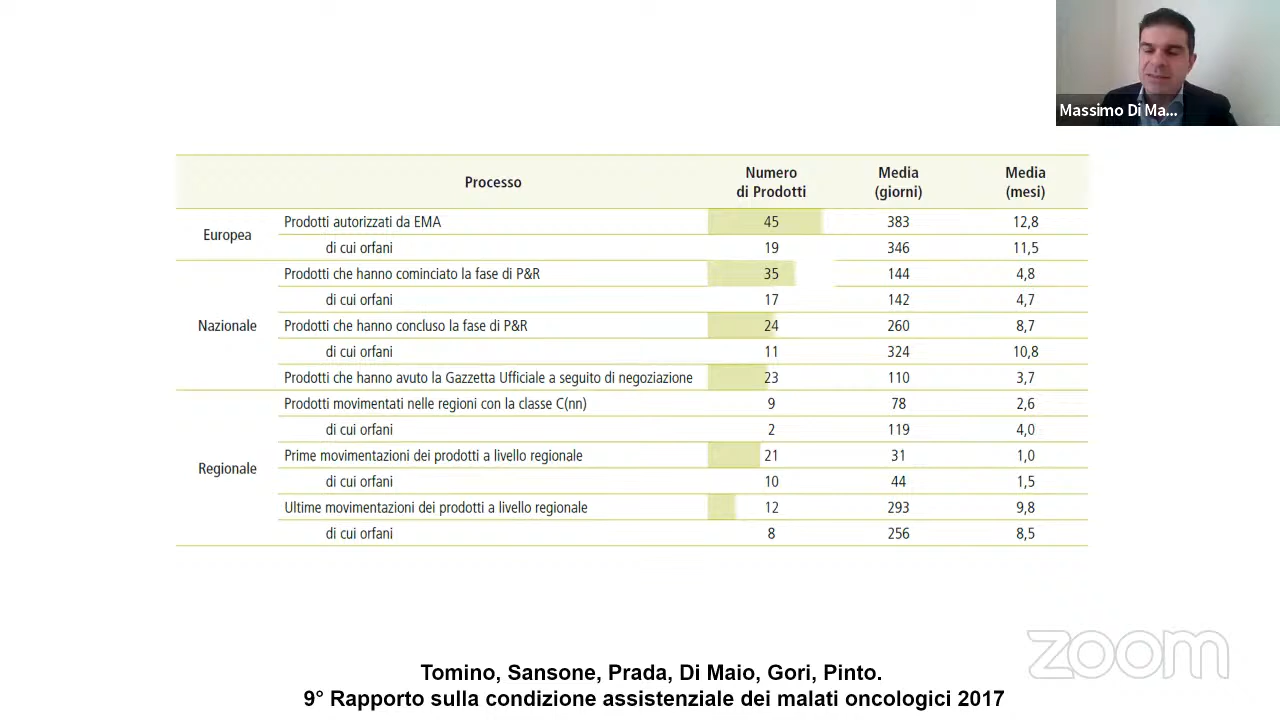 Massimo Di Ma...
Processo Numero di Prodotti Media (giorni) Media (mesi)
Europea
Prodotti autorizzati da EMA 45 383 12,8
di cui orfani 19 346 11,5
Nazionale
Prodotti che hanno cominciato la fase di P&R 35 144 4,8
di cui orfani 17 142 4,7
Prodotti che hanno concluso la fase di P&R 24 260 8,7
di cui orfani 11 324 10,8
Prodotti che hanno avuto la Gazzetta Ufficiale a seguito di negoziazione 23 110 3,7
Regionale
Prodotti movimentati nelle regioni con la classe C(nn) 9 78 2,6
di cui orfani 2 119 4,0
Prime movimentazioni dei prodotti a livello regionale 21 31 1,0
di cui orfani 10 44 1,5
Ultime movimentazioni dei prodotti a livello regionale 12 293 9,8
di cui orfani 8 256 8,5
zoom
Tomino, Sansone, Prada, Di Maio, Gori, Pinto.
9° Rapporto sulla condizione assistenziale dei malati oncologici 2017